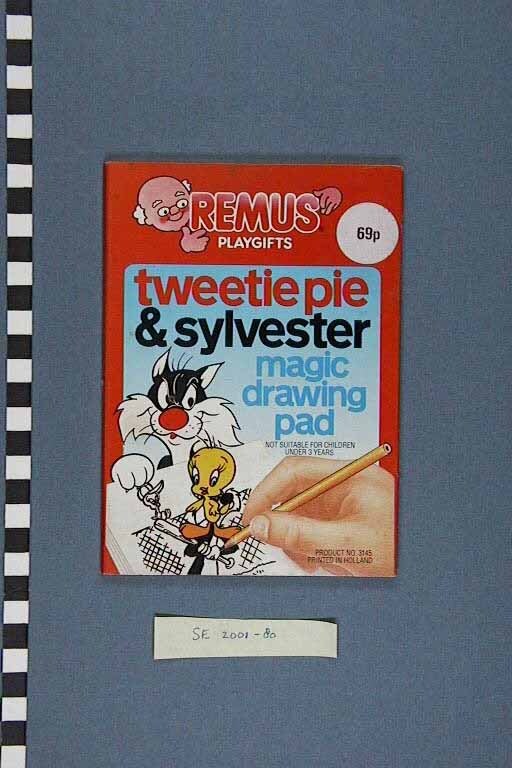 REMUS
PLAYGIFTS
69p
tweetie pie
& sylvester
magic
drawing
pad
NOT SUITABLE FOR CHILDREN
UNDER 3 YEARS
PRODUCT NO. 3145
PRINTED IN HOLLAND
SE 2001-80